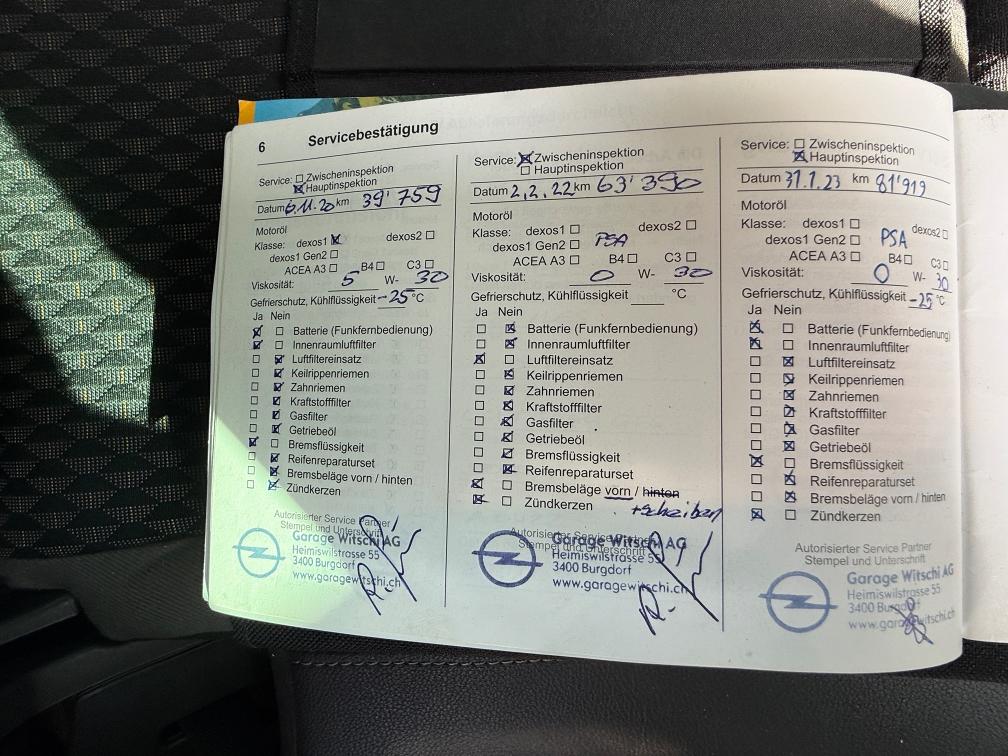 6 Servicebestätigung
Service: Zwischeninspektion
Hauptinspektion
Datum 6.11.20 km 39'759
Motoröl
Klasse: dexos1 dexos2
dexos1 Gen2
ACEA A3 B4 C3
Viskosität: 5 W- 30
Gefrierschutz, Kühlflüssigkeit -25 °C
Ja Nein
Batterie (Funkfernbedienung)
Innenraumluftfilter
Luftfiltereinsatz
Keilrippenriemen
Zahnriemen
Kraftstofffilter
Gasfilter
Getriebeöl
Bremsflüssigkeit
Reifenreparaturset
Bremsbeläge vorn / hinten
Zündkerzen
Autorisierter Service Partner
Stempel und Unterschrift
Garage Witschi AG
Heimiswilstrasse 55
3400 Burgdorf
www.garagewitschi.ch
Service: Zwischeninspektion
Hauptinspektion
Datum 2.2.22 km 63'390
Motoröl
Klasse: dexos1 dexos2
dexos1 Gen2 PSA
ACEA A3 B4 C3
Viskosität: 0 W- 30
Gefrierschutz, Kühlflüssigkeit °C
Ja Nein
Batterie (Funkfernbedienung)
Innenraumluftfilter
Luftfiltereinsatz
Keilrippenriemen
Zahnriemen
Kraftstofffilter
Gasfilter
Getriebeöl
Bremsflüssigkeit
Reifenreparaturset
Bremsbeläge vorn / hinten
Zündkerzen +scheiben
Autorisierter Service Partner
Stempel und Unterschrift
Garage Witschi AG
Heimiswilstrasse 55
3400 Burgdorf
www.garagewitschi.ch
Service: Zwischeninspektion
Hauptinspektion
Datum 31.1.23 km 81'919
Motoröl
Klasse: dexos1 dexos2
dexos1 Gen2 PSA
ACEA A3 B4 C3
Viskosität: 0 W- 30
Gefrierschutz, Kühlflüssigkeit -25 °C
Ja Nein
Batterie (Funkfernbedienung)
Innenraumluftfilter
Luftfiltereinsatz
Keilrippenriemen
Zahnriemen
Kraftstofffilter
Gasfilter
Getriebeöl
Bremsflüssigkeit
Reifenreparaturset
Bremsbeläge vorn / hinten
Zündkerzen
Autorisierter Service Partner
Stempel und Unterschrift
Garage Witschi AG
Heimiswilstrasse 55
3400 Burgdorf
www.garagewitschi.ch